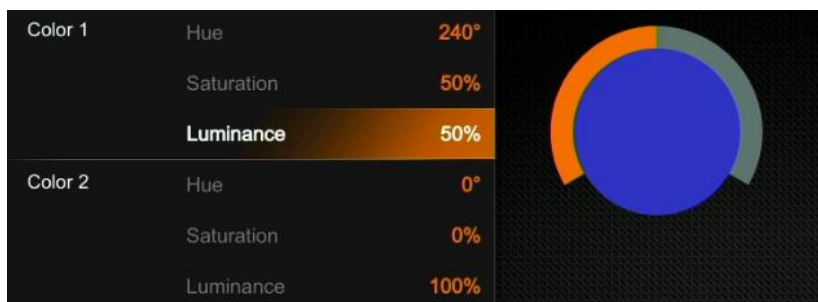 Color 1 Hue 240°
Saturation 50%
Luminance 50%
Color 2 Hue 0°
Saturation 0%
Luminance 100%